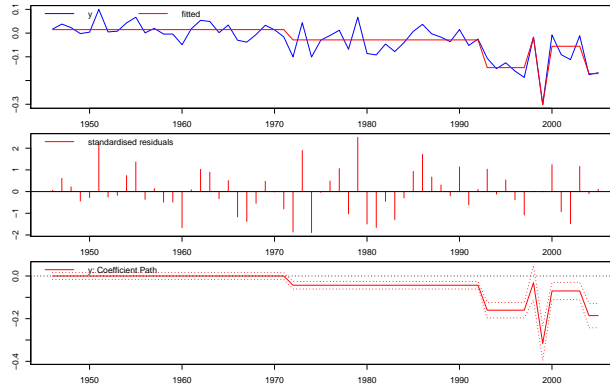 y fitted
0.1
0.0
-0.1
-0.3
1950 1960 1970 1980 1990 2000
standardised residuals
2
1
0
-1
-2
1950 1960 1970 1980 1990 2000
y: Coefficient Path
0.0
-0.2
-0.4
1950 1960 1970 1980 1990 2000